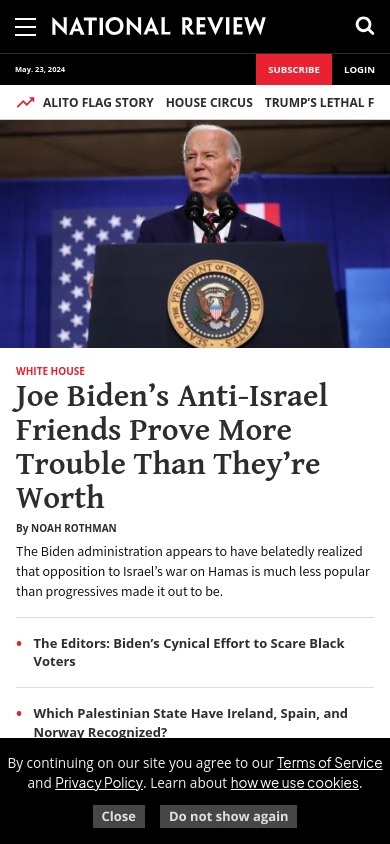 NATIONAL REVIEW
May. 23, 2024
SUBSCRIBE
LOGIN
ALITO FLAG STORY HOUSE CIRCUS TRUMP’S LETHAL F
SEAL OF THE PRESIDENT OF THE UNITED STATES
WHITE HOUSE
Joe Biden’s Anti-Israel
Friends Prove More
Trouble Than They’re
Worth
By NOAH ROTHMAN
The Biden administration appears to have belatedly realized
that opposition to Israel’s war on Hamas is much less popular
than progressives made it out to be.
• The Editors: Biden’s Cynical Effort to Scare Black
Voters
• Which Palestinian State Have Ireland, Spain, and
Norway Recognized?
By continuing on our site you agree to our Terms of Service
and Privacy Policy. Learn about how we use cookies.
Close
Do not show again